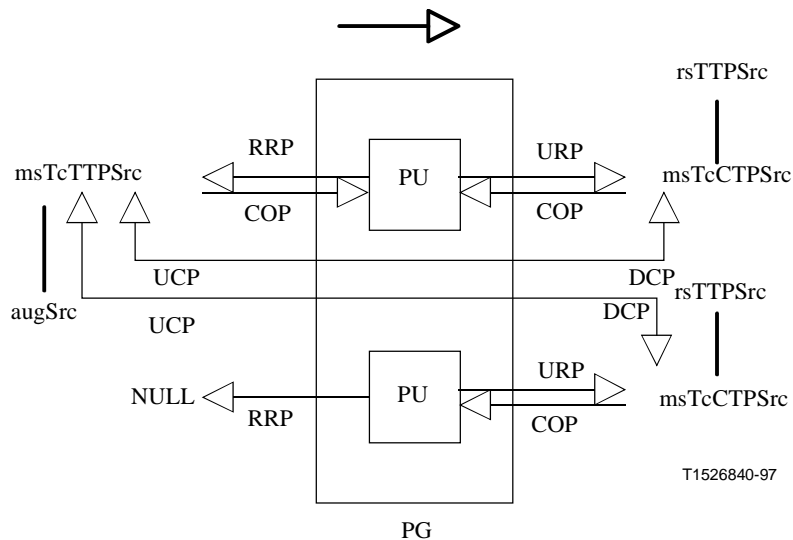 rsTTPSrc
RRP
PU
URP
msTcTTPSrc
msTcCTPSrc
COP
COP
UCP
DCP
rsTTPSrc
augSrc
UCP
DCP
URP
NULL
PU
msTcCTPSrc
RRP
COP
T1526840-97
PG